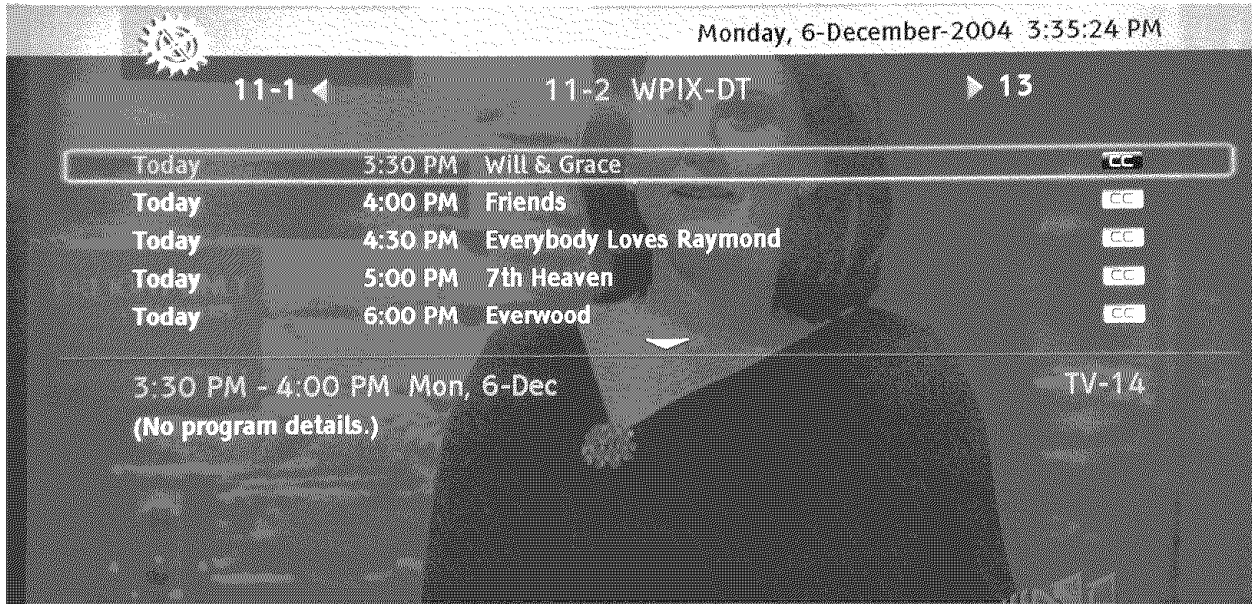 Monday, 6-December-2004 3:35:24 PM
11-1 ◀ 11-2 WPIX-DT ▶ 13
Today 3:30 PM Will & Grace CC
Today 4:00 PM Friends CC
Today 4:30 PM Everybody Loves Raymond CC
Today 5:00 PM 7th Heaven CC
Today 6:00 PM Everwood CC
3:30 PM - 4:00 PM Mon, 6-Dec TV-14
(No program details.)